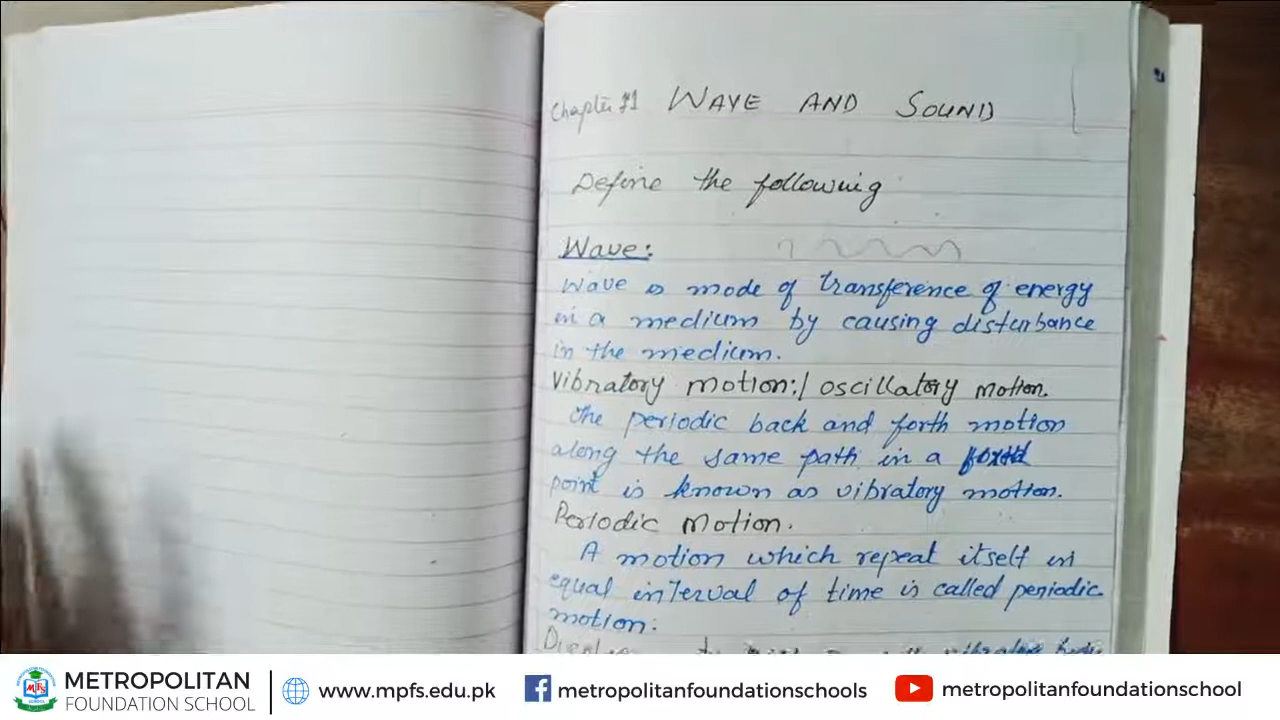 Chapter 11 WAVE AND SOUND
Define the following
Wave:
Wave is mode of transference of energy
in a medium by causing disturbance
in the medium.
Vibratory motion:/ oscillatory motion.
The periodic back and forth motion
along the same path in a
point is known as vibratory motion.
Periodic Motion.
A motion which repeat itself in
equal interval of time is called periodic
motion.
vibrating body
METROPOLITAN
FOUNDATION SCHOOL
www.mpfs.edu.pk
metropolitanfoundationschools
metropolitanfoundationschool